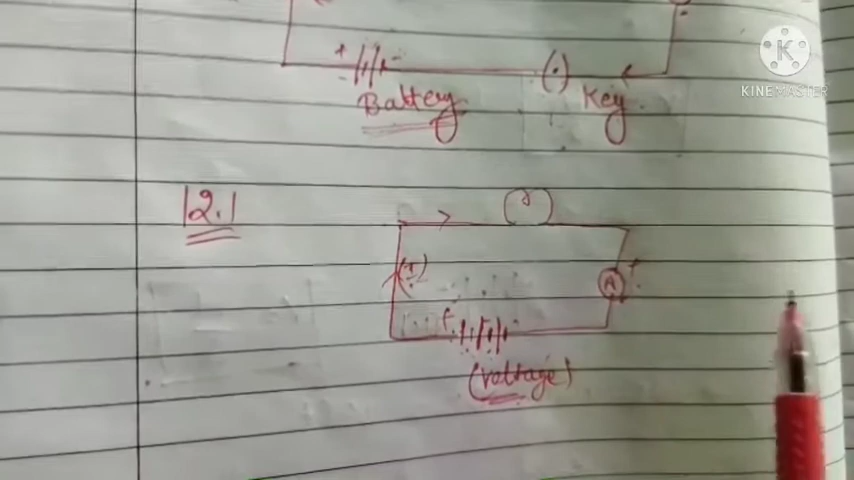 + -
Battery
Key
K
KINEMASTER
12.1
A
+ -
(voltage)